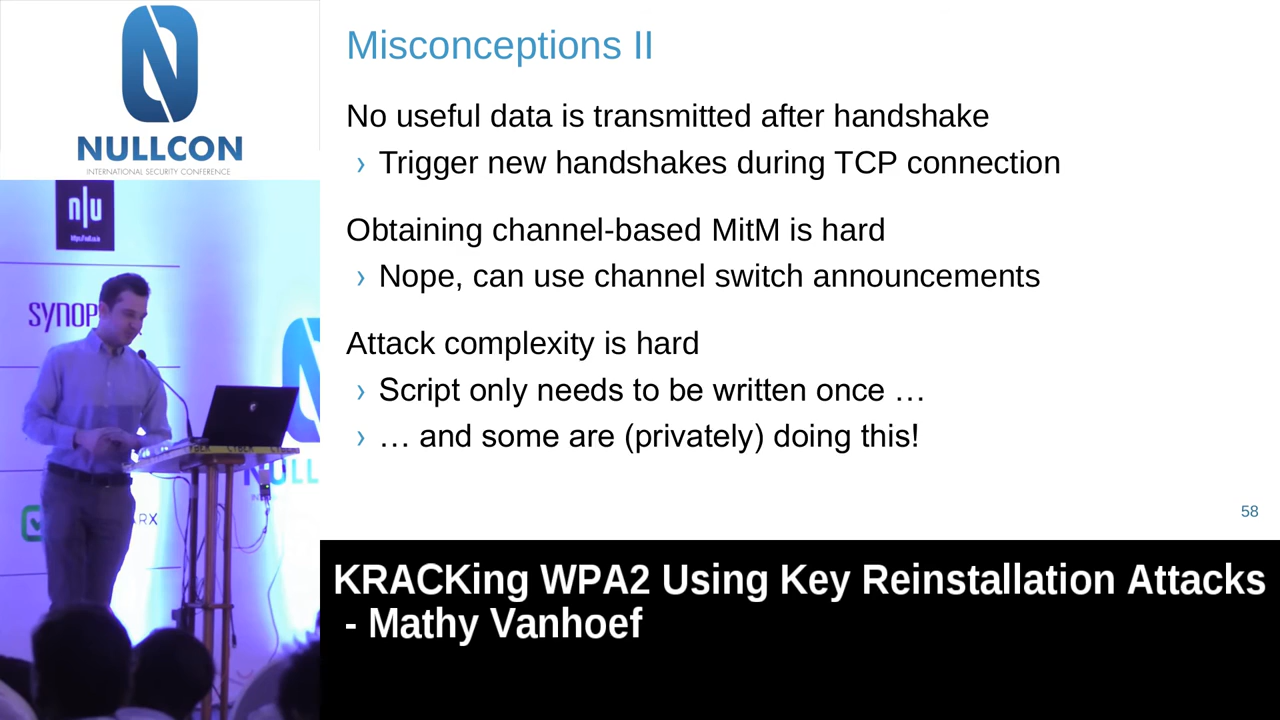 NULLCON
INTERNATIONAL SECURITY CONFERENCE
n|u
SYNOP
RX
NULL
Misconceptions II
No useful data is transmitted after handshake
› Trigger new handshakes during TCP connection
Obtaining channel-based MitM is hard
› Nope, can use channel switch announcements
Attack complexity is hard
› Script only needs to be written once …
› … and some are (privately) doing this!
58
KRACKing WPA2 Using Key Reinstallation Attacks
- Mathy Vanhoef